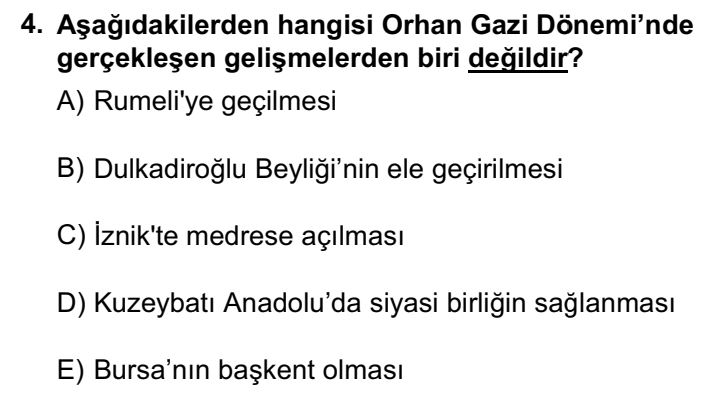 4. Aşağıdakilerden hangisi Orhan Gazi Dönemi’nde
gerçekleşen gelişmelerden biri değildir?
A) Rumeli'ye geçilmesi
B) Dulkadiroğlu Beyliği’nin ele geçirilmesi
C) İznik'te medrese açılması
D) Kuzeybatı Anadolu’da siyasi birliğin sağlanması
E) Bursa’nın başkent olması